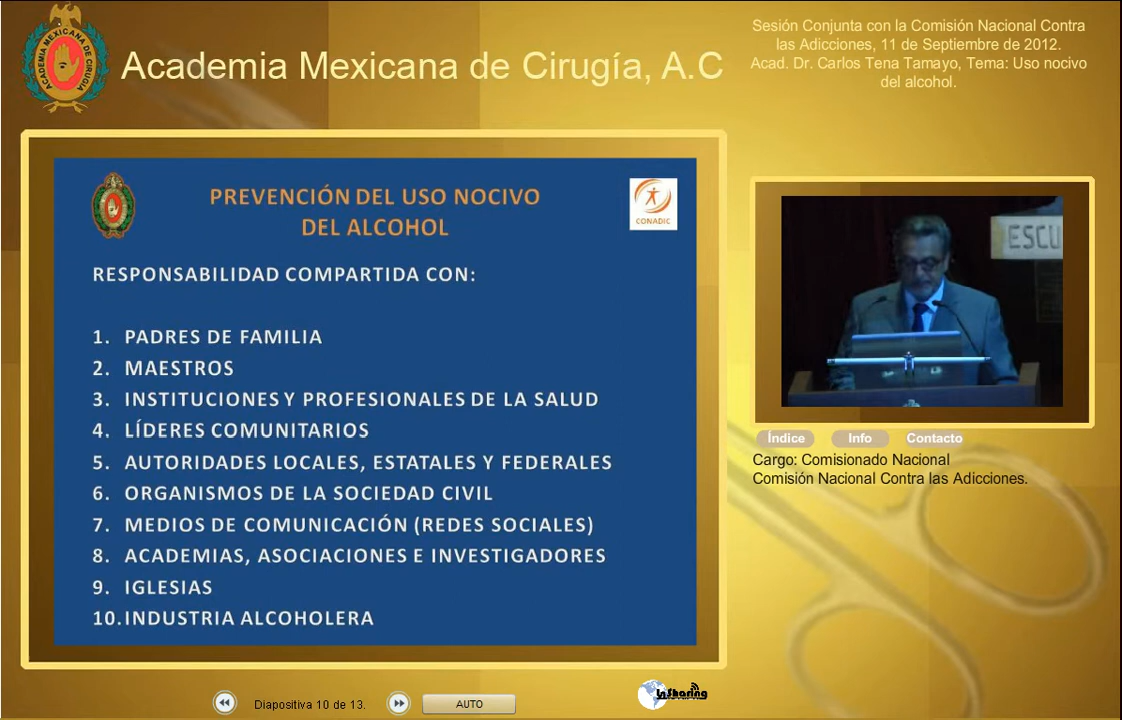 ACADEMIA MEXICANA DE CIRUGIA
Academia Mexicana de Cirugía, A.C
Sesión Conjunta con la Comisión Nacional Contra
las Adicciones, 11 de Septiembre de 2012.
Acad. Dr. Carlos Tena Tamayo, Tema: Uso nocivo
del alcohol.
PREVENCIÓN DEL USO NOCIVO
DEL ALCOHOL
CONADIC
RESPONSABILIDAD COMPARTIDA CON:
1. PADRES DE FAMILIA
2. MAESTROS
3. INSTITUCIONES Y PROFESIONALES DE LA SALUD
4. LÍDERES COMUNITARIOS
5. AUTORIDADES LOCALES, ESTATALES Y FEDERALES
6. ORGANISMOS DE LA SOCIEDAD CIVIL
7. MEDIOS DE COMUNICACIÓN (REDES SOCIALES)
8. ACADEMIAS, ASOCIACIONES E INVESTIGADORES
9. IGLESIAS
10. INDUSTRIA ALCOHOLERA
ESCU
Índice Info Contacto
Cargo: Comisionado Nacional
Comisión Nacional Contra las Adicciones.
Diapositiva 10 de 13.
AUTO
InSharing